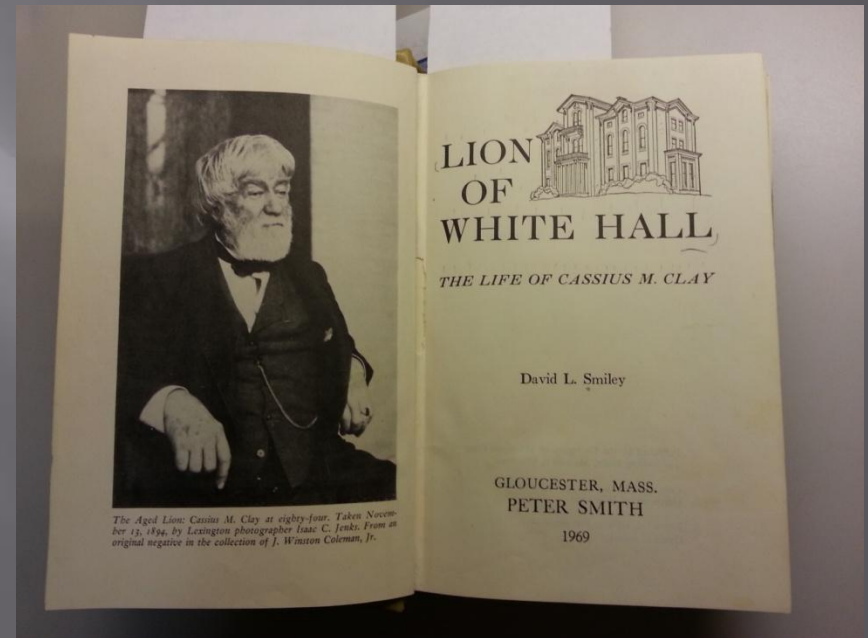 The Aged Lion: Cassius M. Clay at eighty-four. Taken Novem-
ber 13, 1894, by Lexington photographer Isaac C. Jenks. From an
original negative in the collection of J. Winston Coleman, Jr.
LION
OF
WHITE HALL
THE LIFE OF CASSIUS M. CLAY
David L. Smiley
GLOUCESTER, MASS.
PETER SMITH
1969